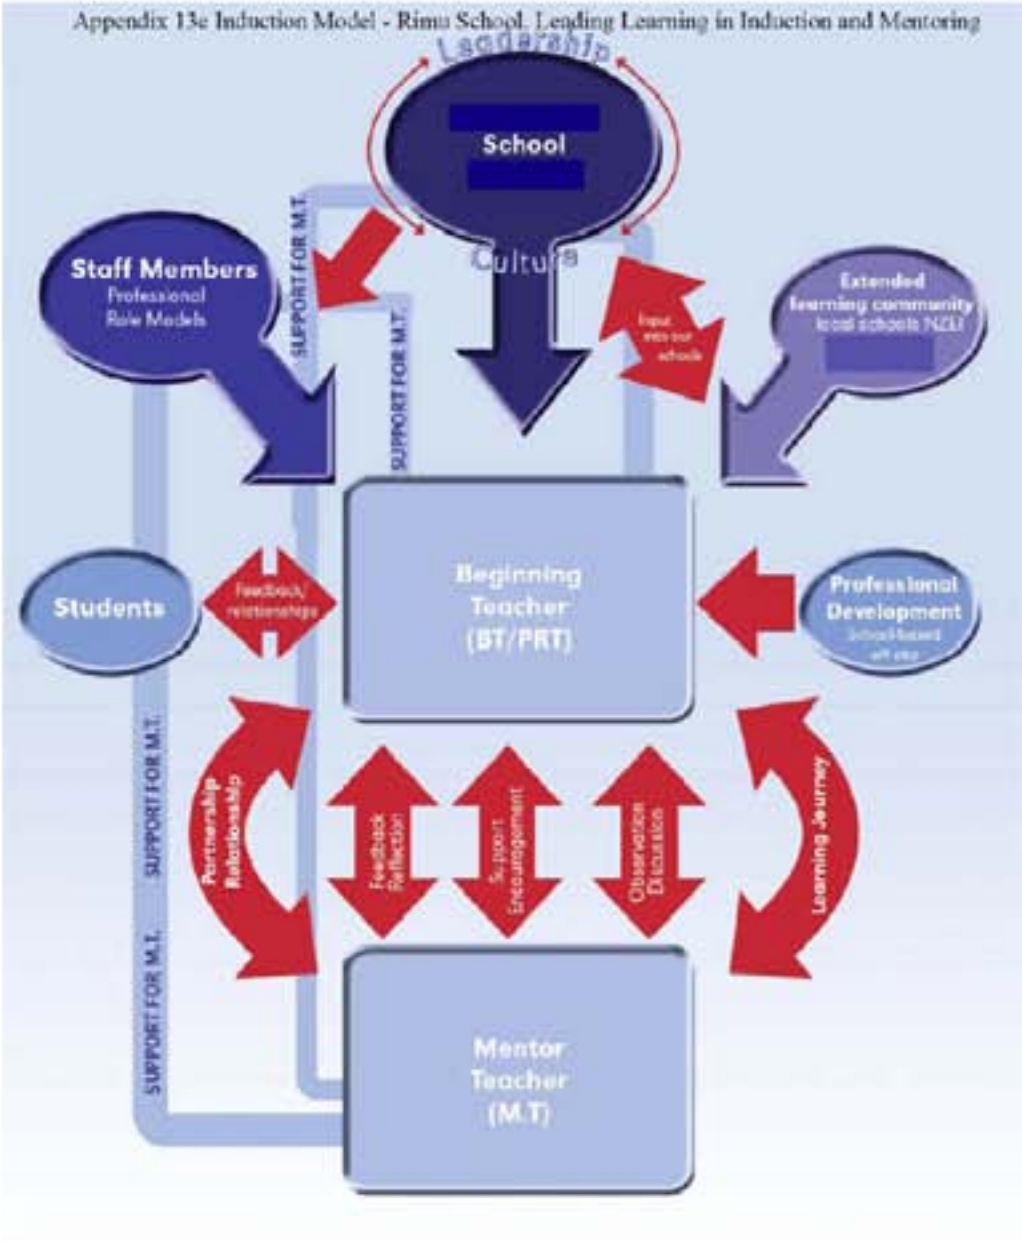 Appendix 13e Induction Model - Rimu School. Leading Learning in Induction and Mentoring
Leadership
School
Culture
SUPPORT FOR M.T.
Staff Members
Professional
Role Models
Extended
learning community
local schools NZEI
Input
into our
schools
SUPPORT FOR M.T.
Students
Feedback/
relationships
Beginning
Teacher
(BT/PRT)
Professional
Development
School-based
off site
SUPPORT FOR M.T.
Partnership
Relationship
Feedback
Reflection
Support
Encouragement
Observation
Discussion
Learning Journey
SUPPORT FOR M.T.
Mentor
Teacher
(M.T)